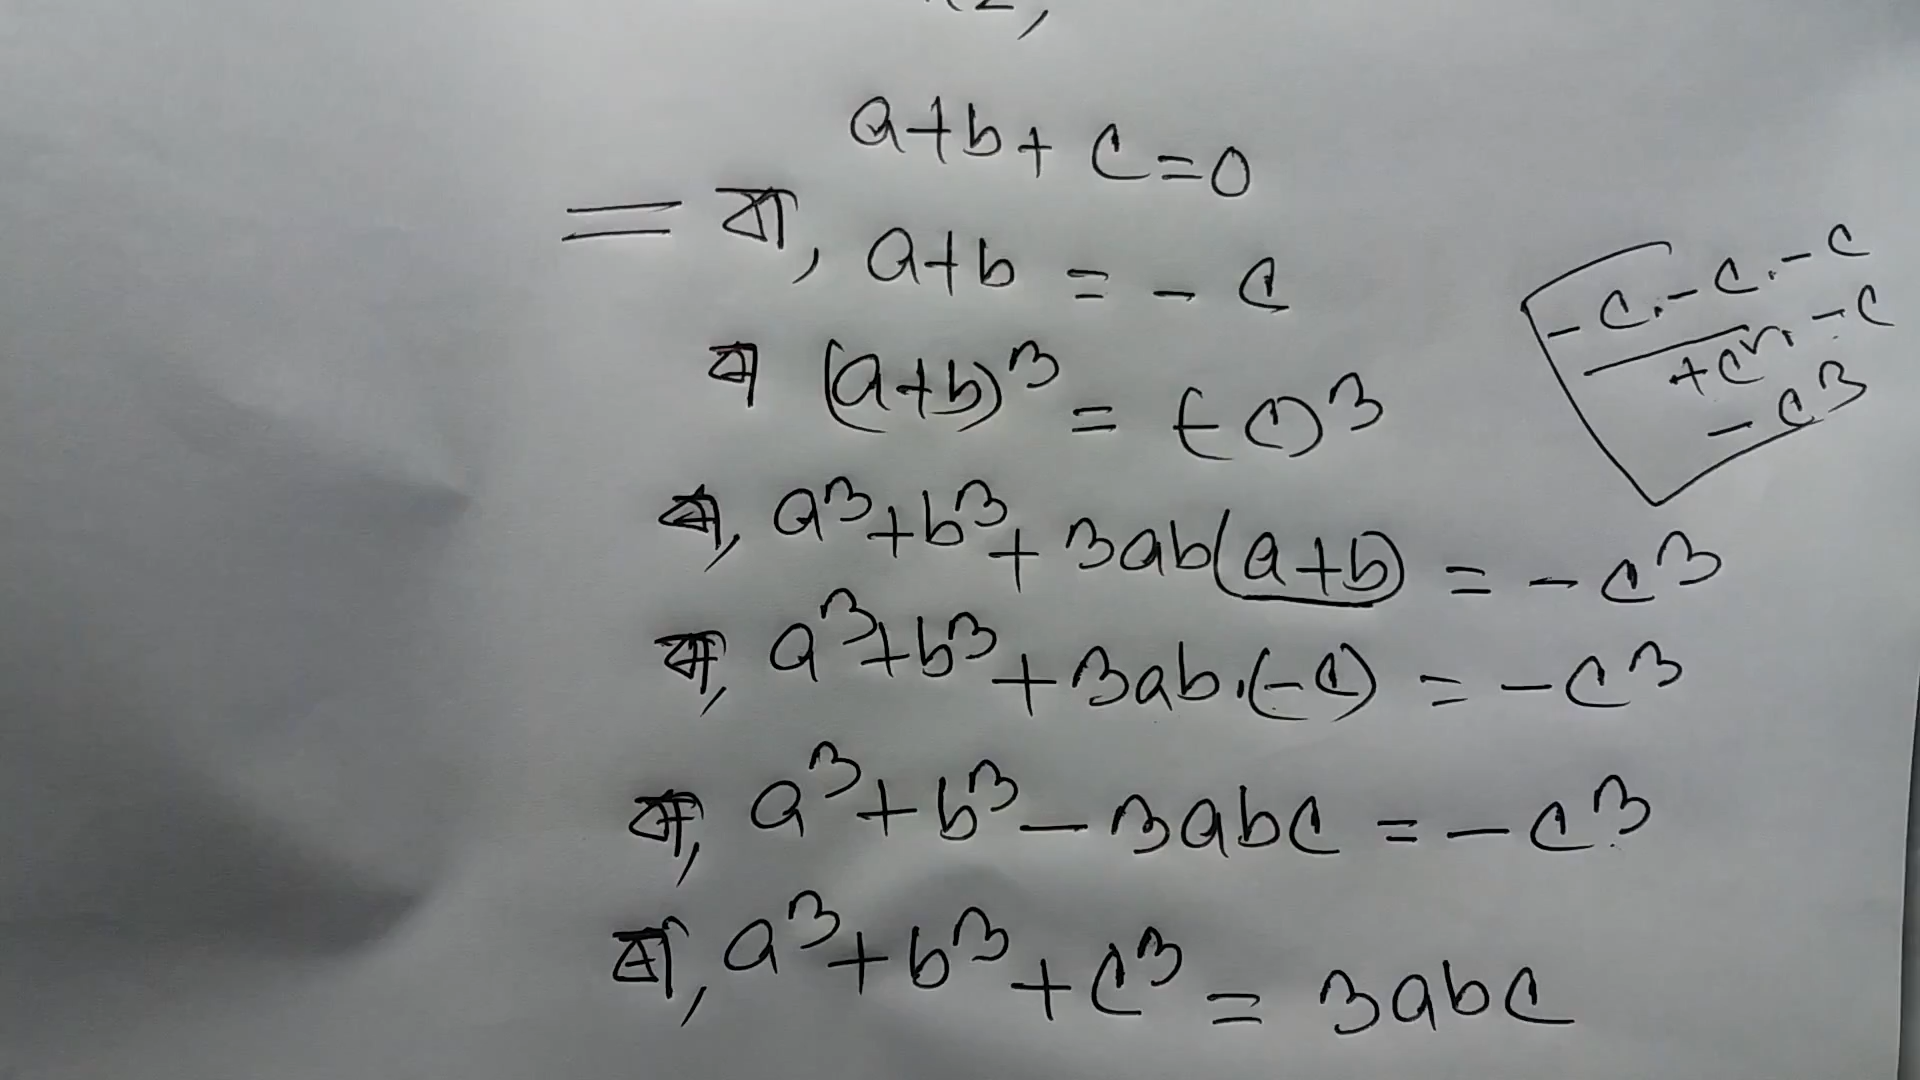 a+b+c=0
= বা, a+b = -c
বা (a+b)³ = (-c)³
বা, a³+b³+3ab(a+b) = -c³
বা, a³+b³+3ab.(-c) = -c³
বা, a³+b³-3abc = -c³
বা, a³+b³+c³ = 3abc
-c.-c.-c
+c².-c
-c³